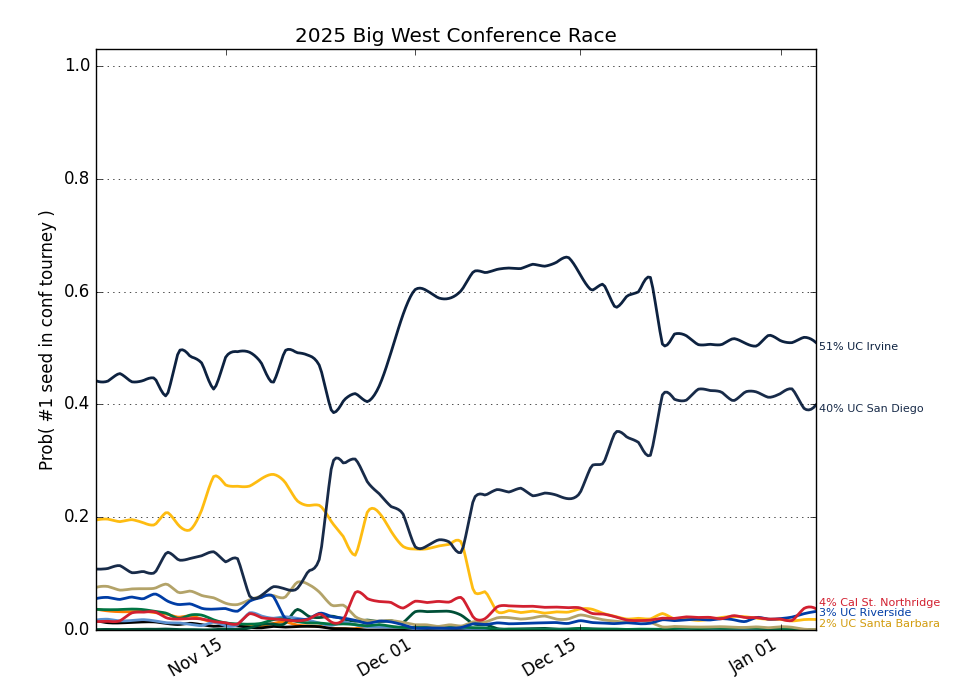 2025 Big West Conference Race
Prob( #1 seed in conf tourney )
1.0
0.8
0.6
0.4
0.2
0.0
Nov 15
Dec 01
Dec 15
Jan 01
51% UC Irvine
40% UC San Diego
4% Cal St. Northridge
3% UC Riverside
2% UC Santa Barbara